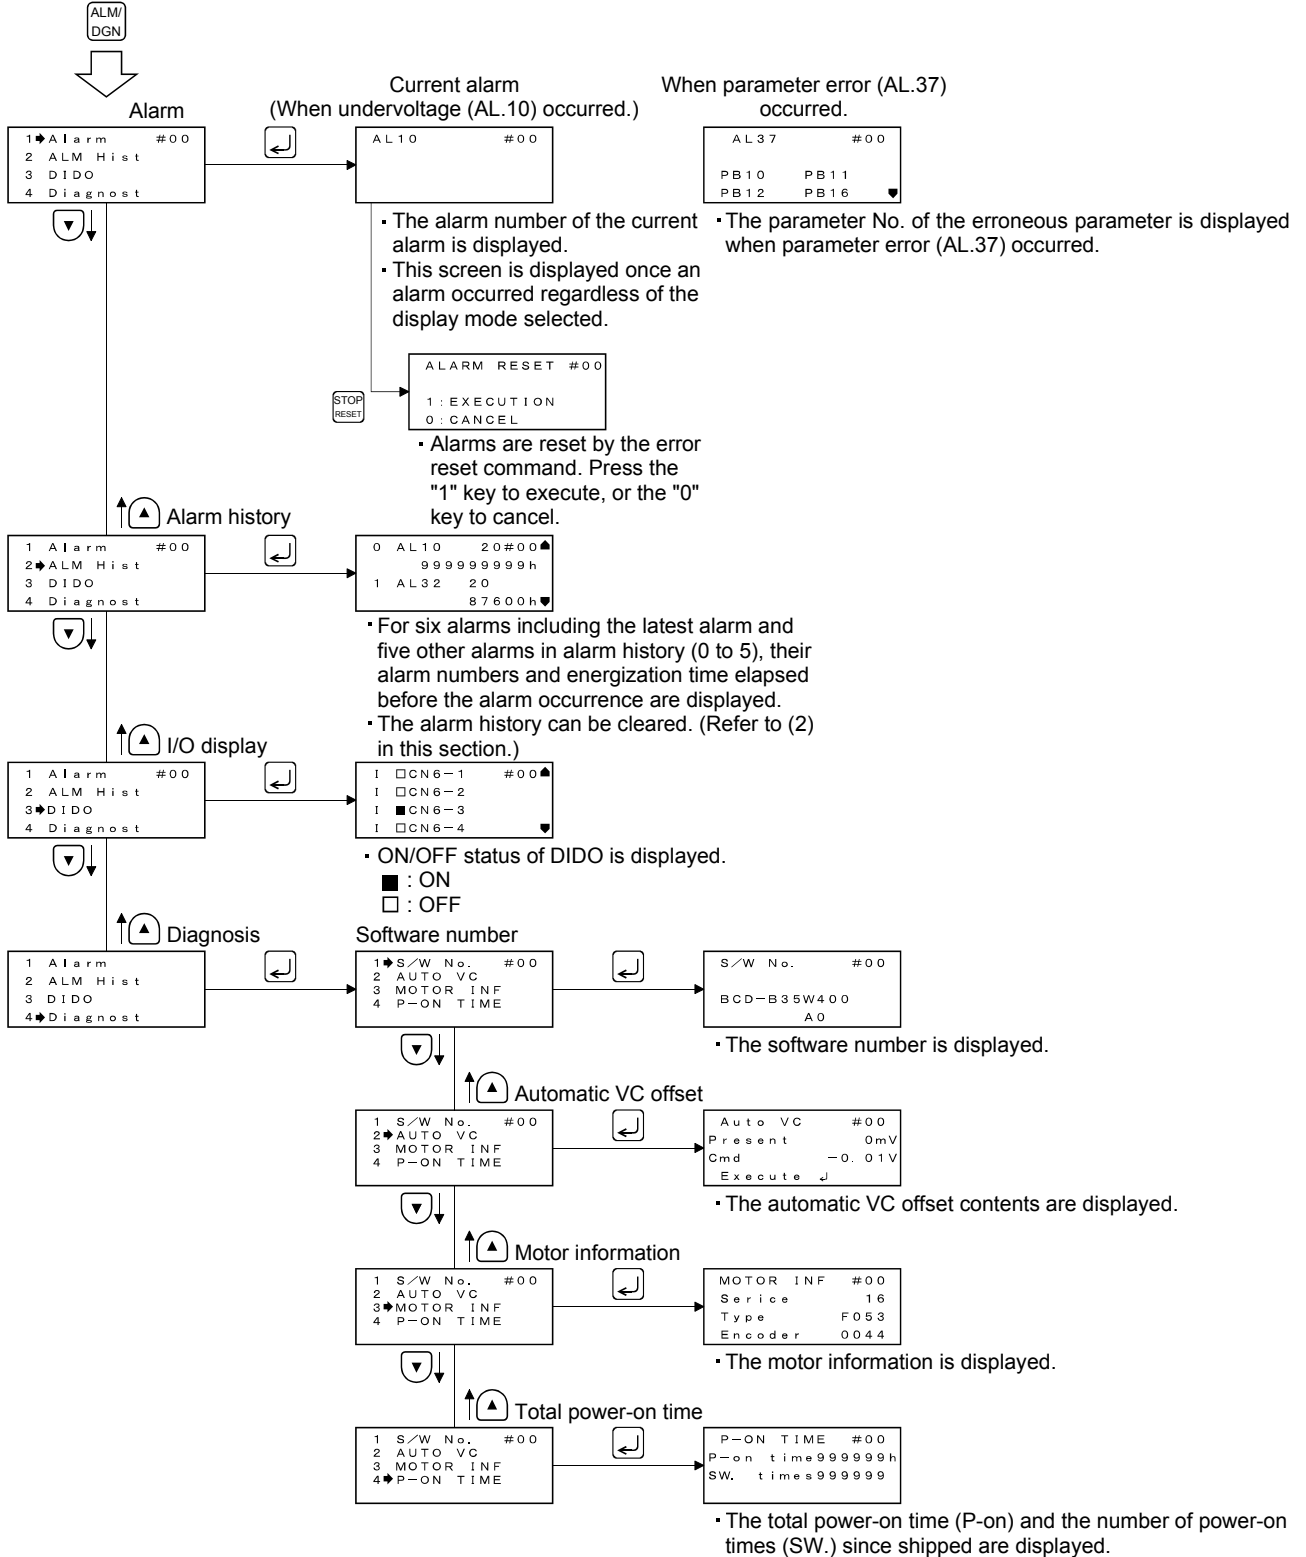 ALM/
DGN
Alarm
1 Alarm #00
2 ALM Hist
3 DIDO
4 Diagnost
Current alarm
(When undervoltage (AL.10) occurred.)
AL10 #00
When parameter error (AL.37)
occurred.
AL37 #00
PB10 PB11
PB12 PB16
The alarm number of the current
alarm is displayed.
This screen is displayed once an
alarm occurred regardless of the
display mode selected.
The parameter No. of the erroneous parameter is displayed
when parameter error (AL.37) occurred.
STOP
RESET
ALARM RESET #00
1:EXECUTION
0:CANCEL
Alarms are reset by the error
reset command. Press the
"1" key to execute, or the "0"
key to cancel.
Alarm history
1 Alarm #00
2 ALM Hist
3 DIDO
4 Diagnost
0 AL10 20#00
999999999h
1 AL32 20
87600h
For six alarms including the latest alarm and
five other alarms in alarm history (0 to 5), their
alarm numbers and energization time elapsed
before the alarm occurrence are displayed.
The alarm history can be cleared. (Refer to (2)
in this section.)
I/O display
1 Alarm #00
2 ALM Hist
3 DIDO
4 Diagnost
I □CN6-1 #00
I □CN6-2
I ■CN6-3
I □CN6-4
ON/OFF status of DIDO is displayed.
■ : ON
□ : OFF
Diagnosis
1 Alarm
2 ALM Hist
3 DIDO
4 Diagnost
Software number
1 S/W No. #00
2 AUTO VC
3 MOTOR INF
4 P-ON TIME
S/W No. #00
BCD-B35W400
A0
The software number is displayed.
Automatic VC offset
1 S/W No. #00
2 AUTO VC
3 MOTOR INF
4 P-ON TIME
Auto VC #00
Present 0mV
Cmd -0.01V
Execute ↲
The automatic VC offset contents are displayed.
Motor information
1 S/W No. #00
2 AUTO VC
3 MOTOR INF
4 P-ON TIME
MOTOR INF #00
Serice 16
Type F053
Encoder 0044
The motor information is displayed.
Total power-on time
1 S/W No. #00
2 AUTO VC
3 MOTOR INF
4 P-ON TIME
P-ON TIME #00
P-on time999999h
SW. times999999
The total power-on time (P-on) and the number of power-on
times (SW.) since shipped are displayed.